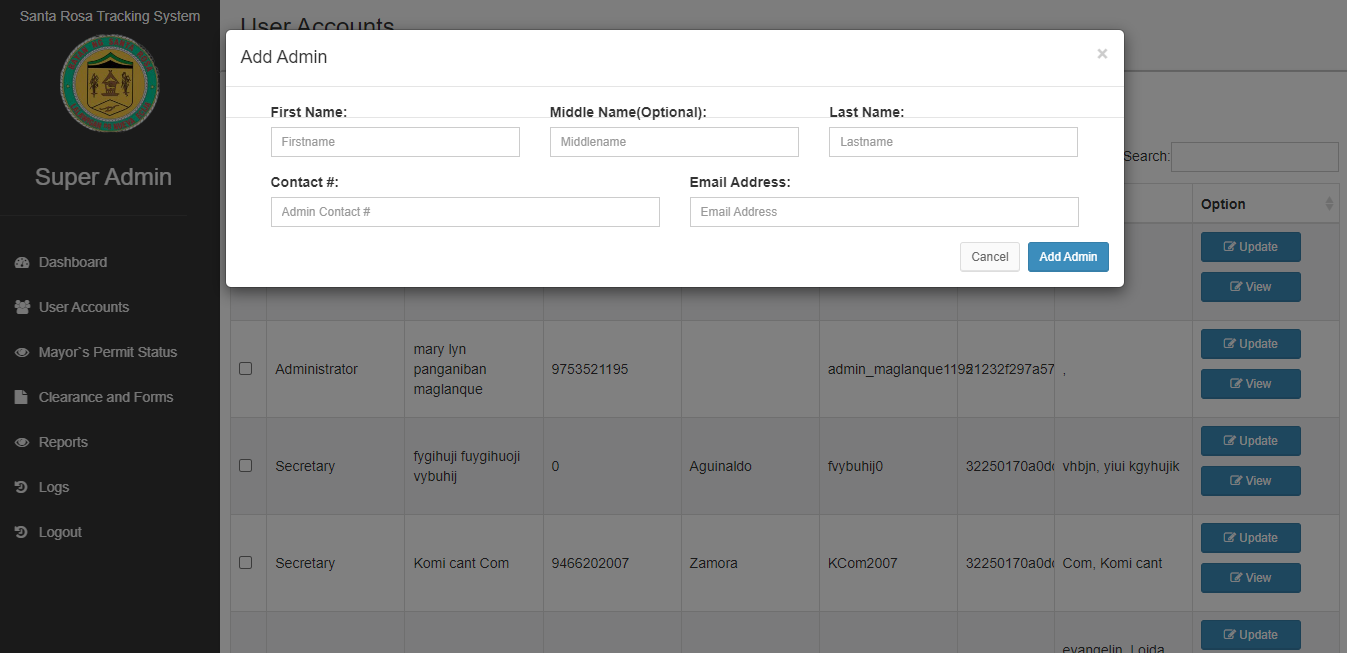 Santa Rosa Tracking System
Super Admin
Dashboard
User Accounts
Mayor`s Permit Status
Clearance and Forms
Reports
Logs
Logout
User Accounts
Add Admin
×
First Name:
Middle Name(Optional):
Last Name:
Firstname
Middlename
Lastname
Contact #:
Email Address:
Admin Contact #
Email Address
Cancel
Add Admin
Search:
Option
Update
View
Administrator
mary lyn
panganiban
maglanque
9753521195
admin_maglanque1195
21232f297a57
,
Update
View
Secretary
fygihuji fuygihuoji
vybuhij
0
Aguinaldo
fvybuhij0
32250170a0dc
vhbjn, yiui kgyhujik
Update
View
Secretary
Komi cant Com
9466202007
Zamora
KCom2007
32250170a0dc
Com, Komi cant
Update
View
evangelin, Loida
Update